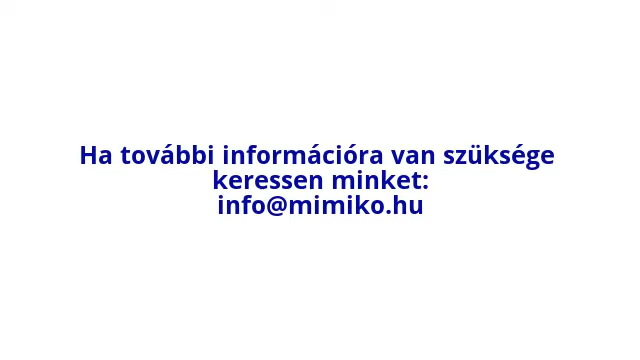 Ha további információra van szüksége
keressen minket:
info@mimiko.hu